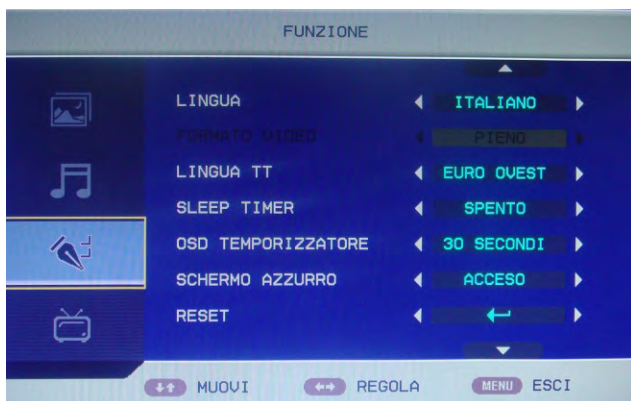 FUNZIONE
LINGUA ITALIANO
FORMATO VIDEO PIENO
LINGUA TT EURO OVEST
SLEEP TIMER SPENTO
OSD TEMPORIZZATORE 30 SECONDI
SCHERMO AZZURRO ACCESO
RESET
MUOVI REGOLA MENU ESCI